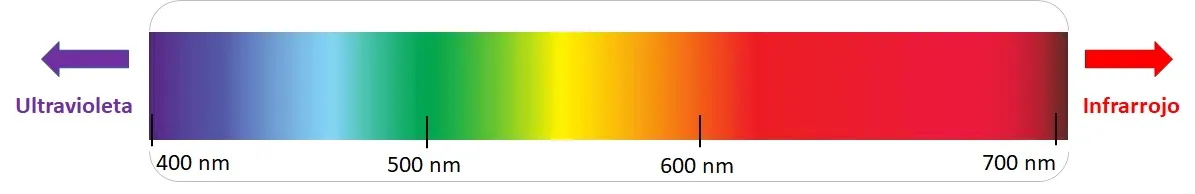 Ultravioleta
Infrarrojo
400 nm
500 nm
600 nm
700 nm